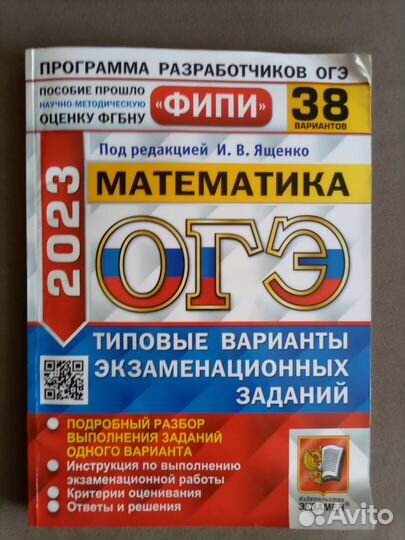 ПРОГРАММА РАЗРАБОТЧИКОВ ОГЭ
ПОСОБИЕ ПРОШЛО
НАУЧНО-МЕТОДИЧЕСКУЮ
ОЦЕНКУ ФГБНУ
«ФИПИ»
38
ВАРИАНТОВ
Под редакцией И. В. Ященко
2023
МАТЕМАТИКА
ОГЭ
ТИПОВЫЕ ВАРИАНТЫ
ЭКЗАМЕНАЦИОННЫХ
ЗАДАНИЙ
ПОДРОБНЫЙ РАЗБОР
ВЫПОЛНЕНИЯ ЗАДАНИЙ
ОДНОГО ВАРИАНТА
Инструкция по выполнению
экзаменационной работы
Критерии оценивания
Ответы и решения
Издательство
ЭКЗАМЕН
Avito